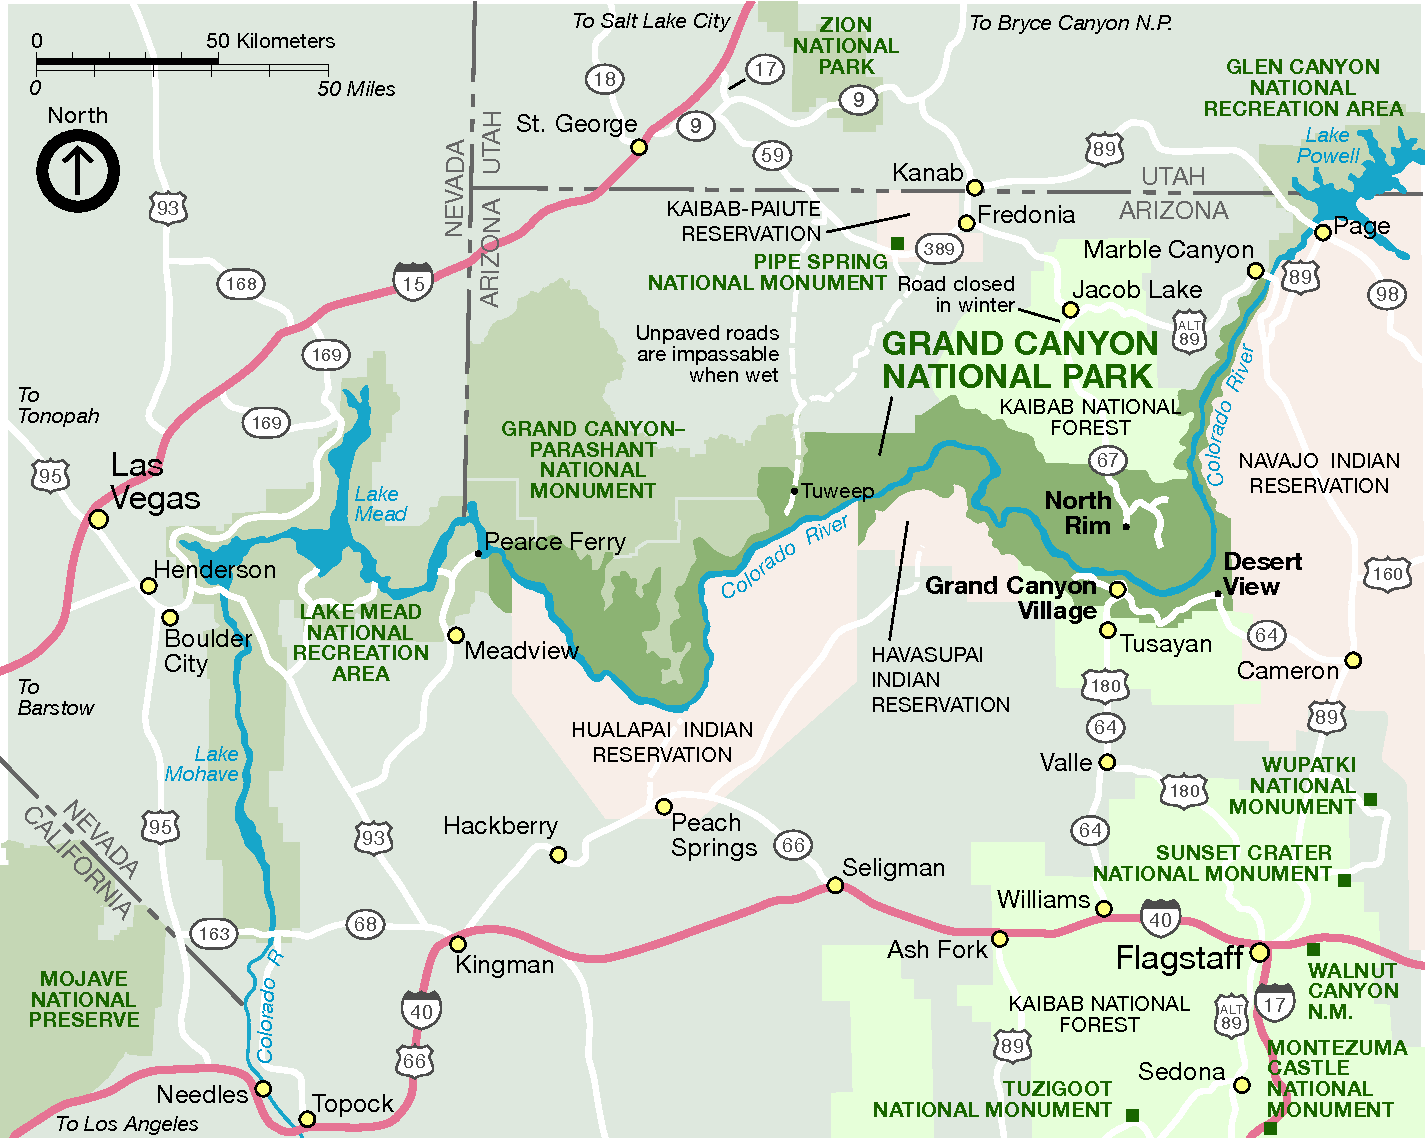 To Salt Lake City
To Bryce Canyon N.P.
0
50 Kilometers
0
50 Miles
North
ZION
NATIONAL
PARK
GLEN CANYON
NATIONAL
RECREATION AREA
Lake
Powell
17
18
9
9
59
89
St. George
NEVADA
UTAH
ARIZONA
Kanab
UTAH
ARIZONA
93
KAIBAB-PAIUTE
RESERVATION
Fredonia
Page
389
Marble Canyon
PIPE SPRING
NATIONAL MONUMENT
Road closed
in winter
Jacob Lake
89
98
168
15
ALT
89
Unpaved roads
are impassable
when wet
GRAND CANYON
NATIONAL PARK
169
To
Tonopah
169
KAIBAB NATIONAL
FOREST
Colorado River
GRAND CANYON–
PARASHANT
NATIONAL
MONUMENT
95
Las
Vegas
Lake
Mead
67
NAVAJO INDIAN
RESERVATION
Tuweep
North
Rim
Colorado River
Pearce Ferry
Henderson
Desert
View
160
Grand Canyon
Village
LAKE MEAD
NATIONAL
RECREATION
AREA
Boulder
City
Meadview
Tusayan
64
Cameron
HAVASUPAI
INDIAN
RESERVATION
To
Barstow
180
64
89
HUALAPAI INDIAN
RESERVATION
Lake
Mohave
Valle
180
WUPATKI
NATIONAL
MONUMENT
NEVADA
CALIFORNIA
95
93
Hackberry
Peach
Springs
66
64
SUNSET CRATER
NATIONAL MONUMENT
Seligman
Williams
40
163
68
Kingman
Ash Fork
Flagstaff
Colorado R
MOJAVE
NATIONAL
PRESERVE
40
WALNUT
CANYON
N.M.
KAIBAB NATIONAL
FOREST
ALT
89
17
66
89
Needles
Topock
To Los Angeles
Sedona
MONTEZUMA
CASTLE
NATIONAL
MONUMENT
TUZIGOOT
NATIONAL MONUMENT